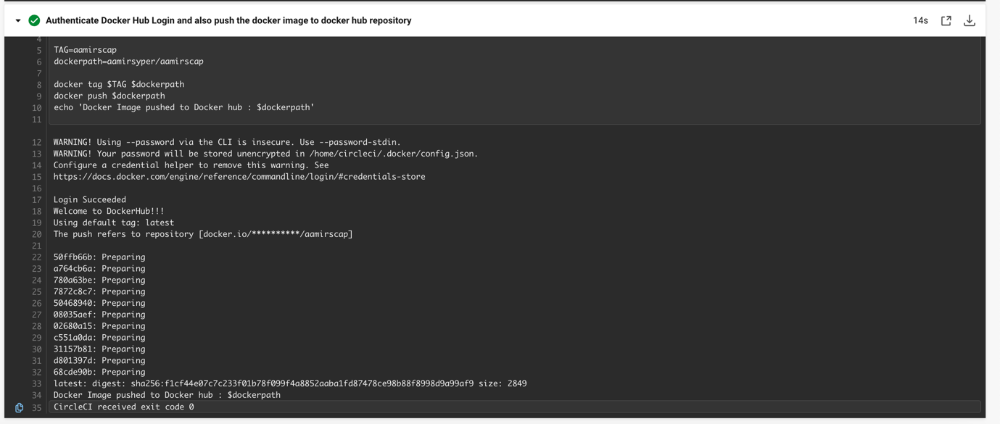 Authenticate Docker Hub Login and also push the docker image to docker hub repository 14s
4
5 TAG=aamirscap
6 dockerpath=aamirsyper/aamirscap
7
8 docker tag $TAG $dockerpath
9 docker push $dockerpath
10 echo 'Docker Image pushed to Docker hub : $dockerpath'
11
12 WARNING! Using --password via the CLI is insecure. Use --password-stdin.
13 WARNING! Your password will be stored unencrypted in /home/circleci/.docker/config.json.
14 Configure a credential helper to remove this warning. See
15 https://docs.docker.com/engine/reference/commandline/login/#credentials-store
16
17 Login Succeeded
18 Welcome to DockerHub!!!
19 Using default tag: latest
20 The push refers to repository [docker.io/**********/aamirscap]
21
22 50ffb66b: Preparing
23 a764cb6a: Preparing
24 780a63be: Preparing
25 7872c8c7: Preparing
26 50468940: Preparing
27 08035aef: Preparing
28 02680a15: Preparing
29 c551a0da: Preparing
30 31157b81: Preparing
31 d801397d: Preparing
32 68cde90b: Preparing
33 latest: digest: sha256:f1cf44e07c7c233f01b78f099f4a8852aaba1fd87478ce98b88f8998d9a99af9 size: 2849
34 Docker Image pushed to Docker hub : $dockerpath
35 CircleCI received exit code 0